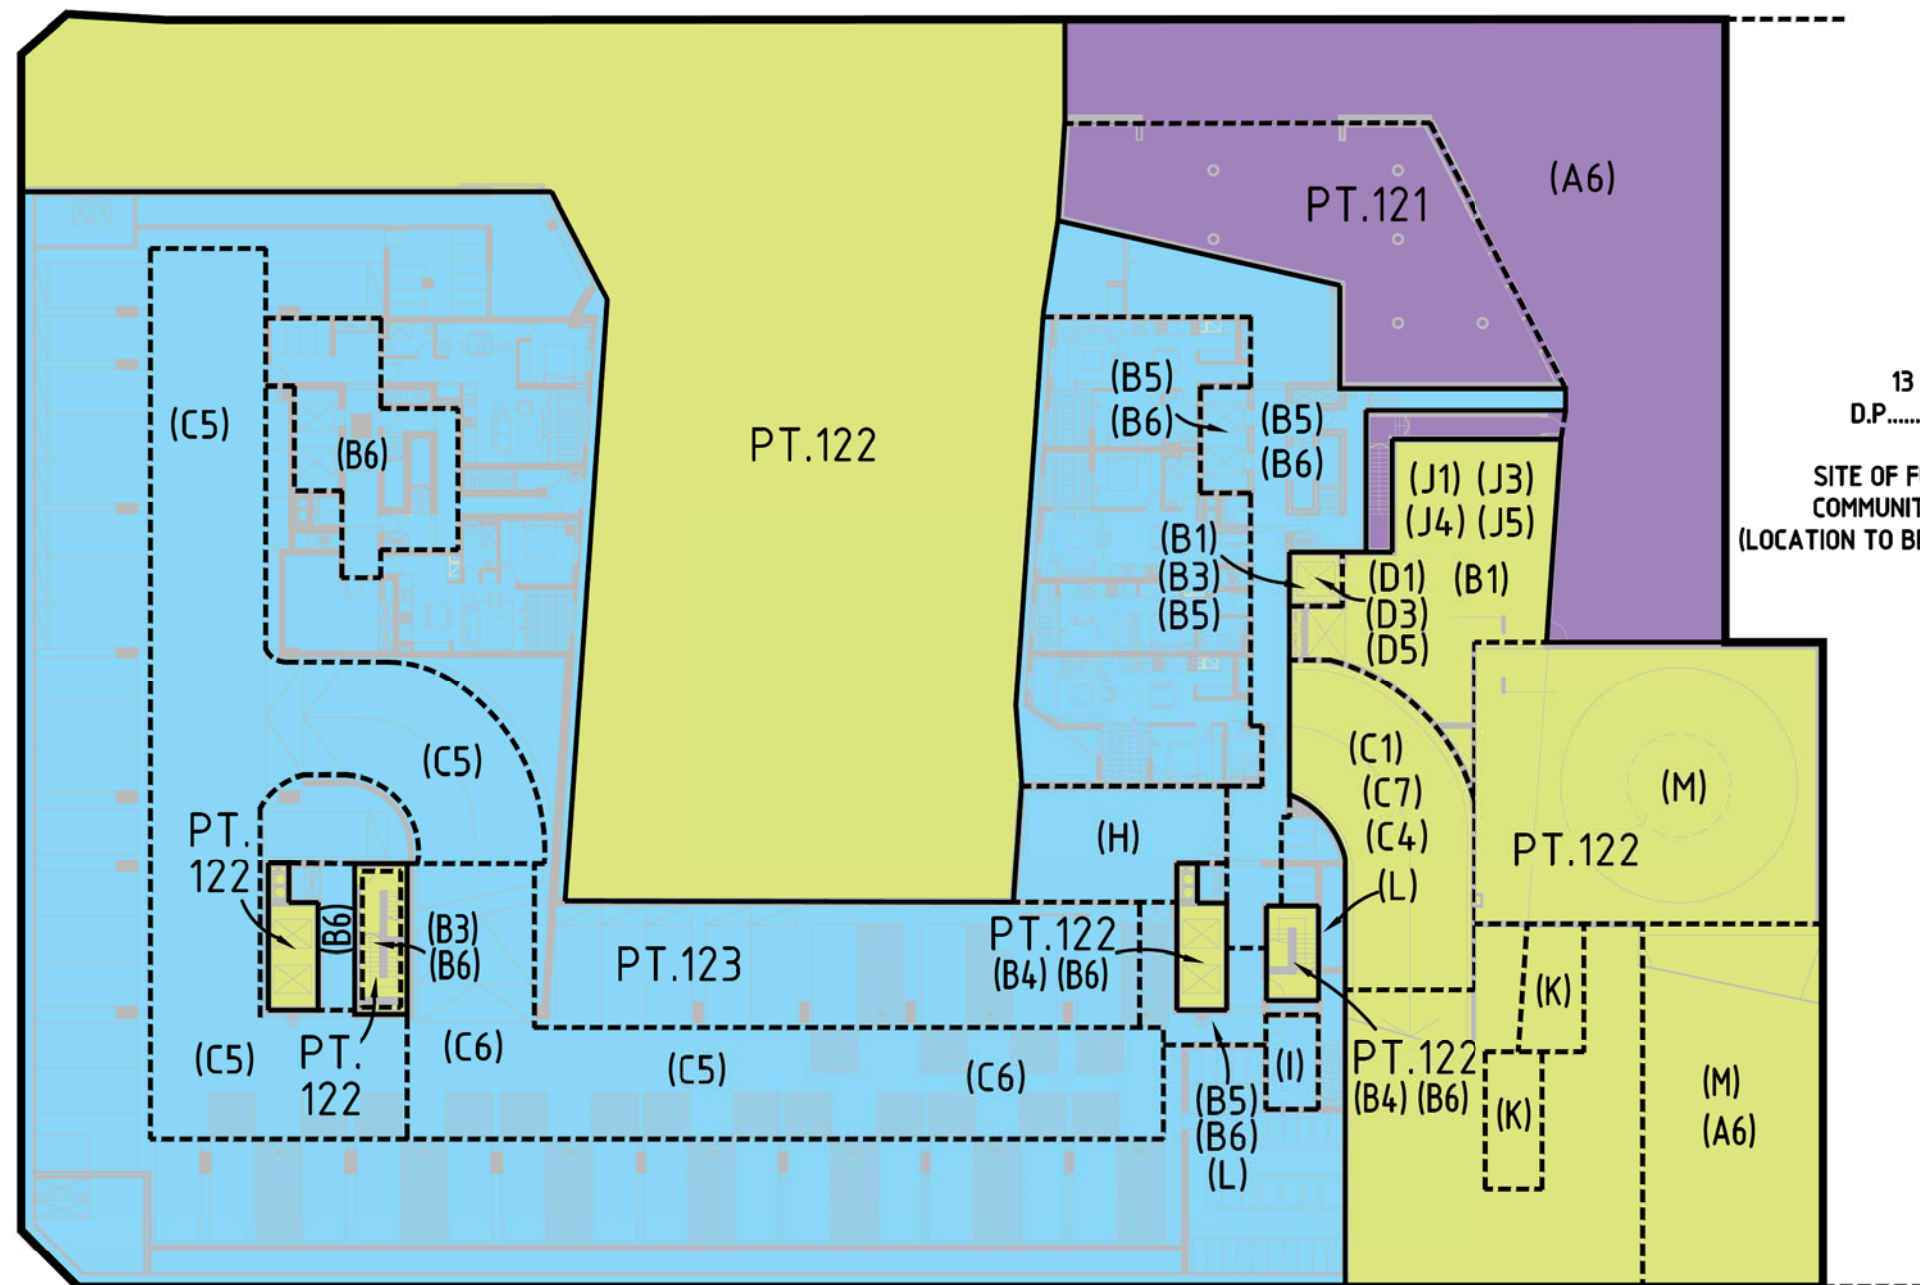 (A6)
PT.121
(C5)
(B5)
(B6)
(B5)
(B6)
(B6)
PT.122
13
D.P......
SITE OF F
COMMUNIT
(LOCATION TO B
(J1) (J3)
(J4) (J5)
(B1)
(B3)
(B5)
(D1) (B1)
(D3)
(D5)
(C5)
(C1)
(C7)
(C4)
(L)
(M)
PT.122
PT.
122
(H)
(B6)
(B3)
(B6)
PT.123
PT.122
(B4) (B6)
(K)
(C5)
PT.
122
(C6)
(C5)
(C6)
(I)
PT.122
(B4) (B6)
(B5)
(B6)
(L)
(K)
(M)
(A6)